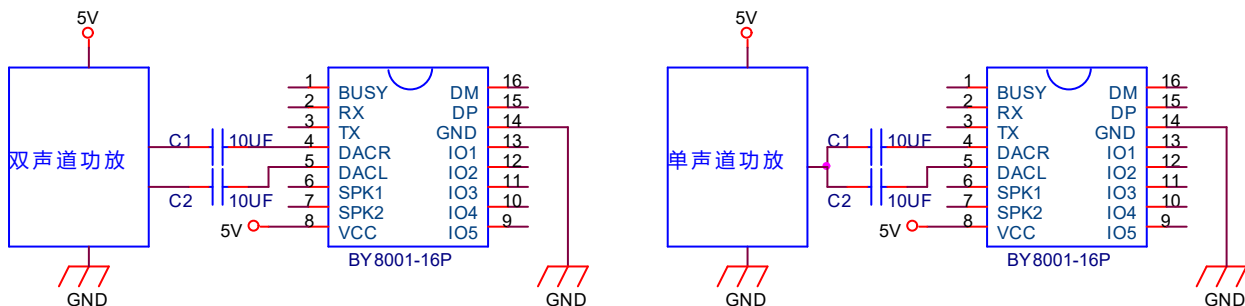 5V
双声道功放
GND
C1 10UF
C2 10UF
5V
1 BUSY DM 16
2 RX DP 15
3 TX GND 14
4 DACR IO1 13
5 DACL IO2 12
6 SPK1 IO3 11
7 SPK2 IO4 10
8 VCC IO5 9
BY8001-16P
GND
5V
单声道功放
GND
C1 10UF
C2 10UF
5V
1 BUSY DM 16
2 RX DP 15
3 TX GND 14
4 DACR IO1 13
5 DACL IO2 12
6 SPK1 IO3 11
7 SPK2 IO4 10
8 VCC IO5 9
BY8001-16P
GND